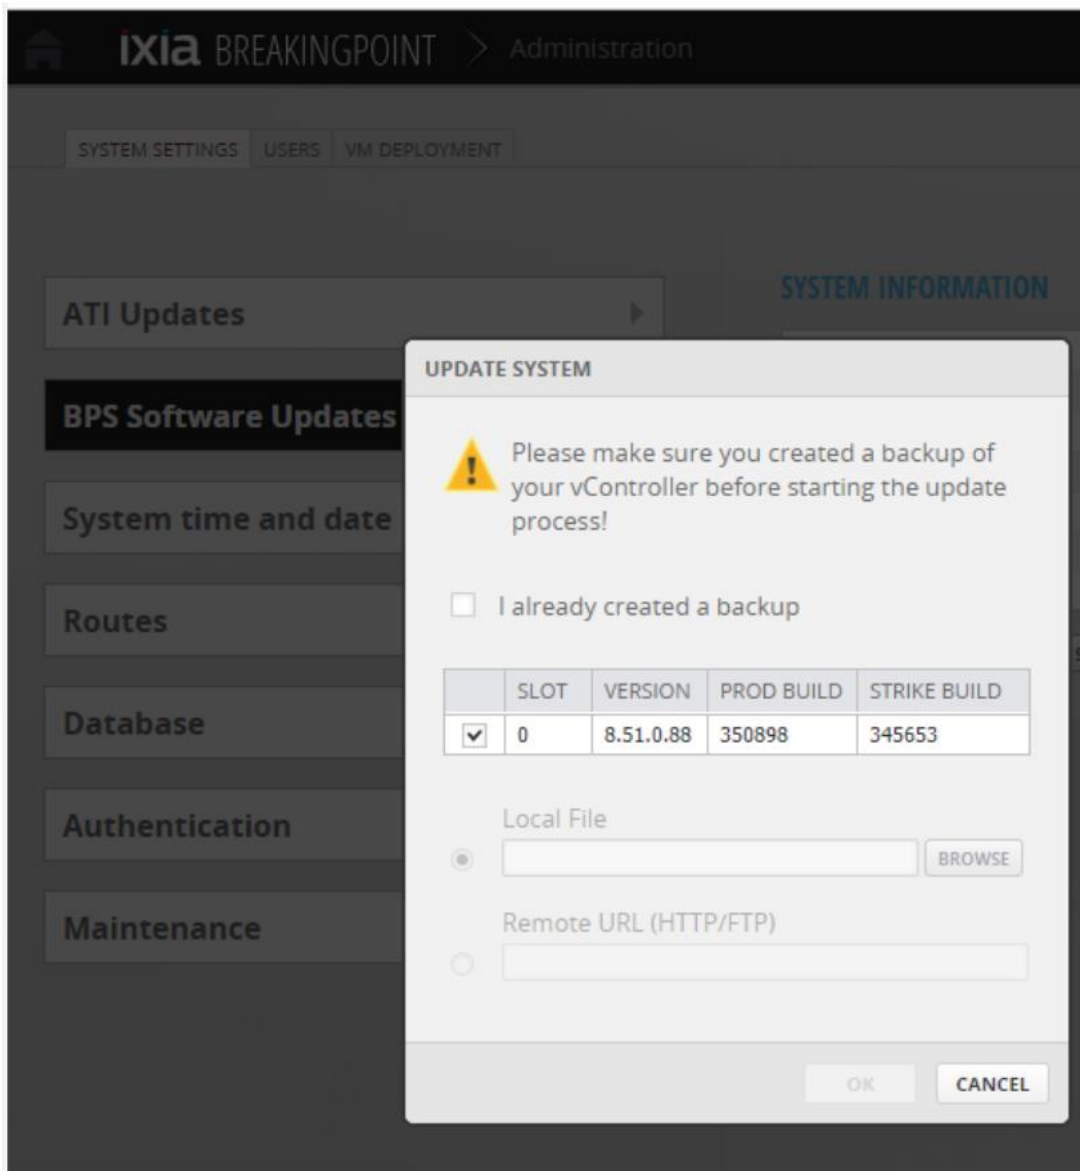 ixia BREAKINGPOINT > Administration
SYSTEM SETTINGS USERS VM DEPLOYMENT
SYSTEM INFORMATION
ATI Updates
BPS Software Updates
System time and date
Routes
Database
Authentication
Maintenance
UPDATE SYSTEM
Please make sure you created a backup of
your vController before starting the update
process!
I already created a backup
SLOT VERSION PROD BUILD STRIKE BUILD
0 8.51.0.88 350898 345653
Local File
BROWSE
Remote URL (HTTP/FTP)
OK CANCEL